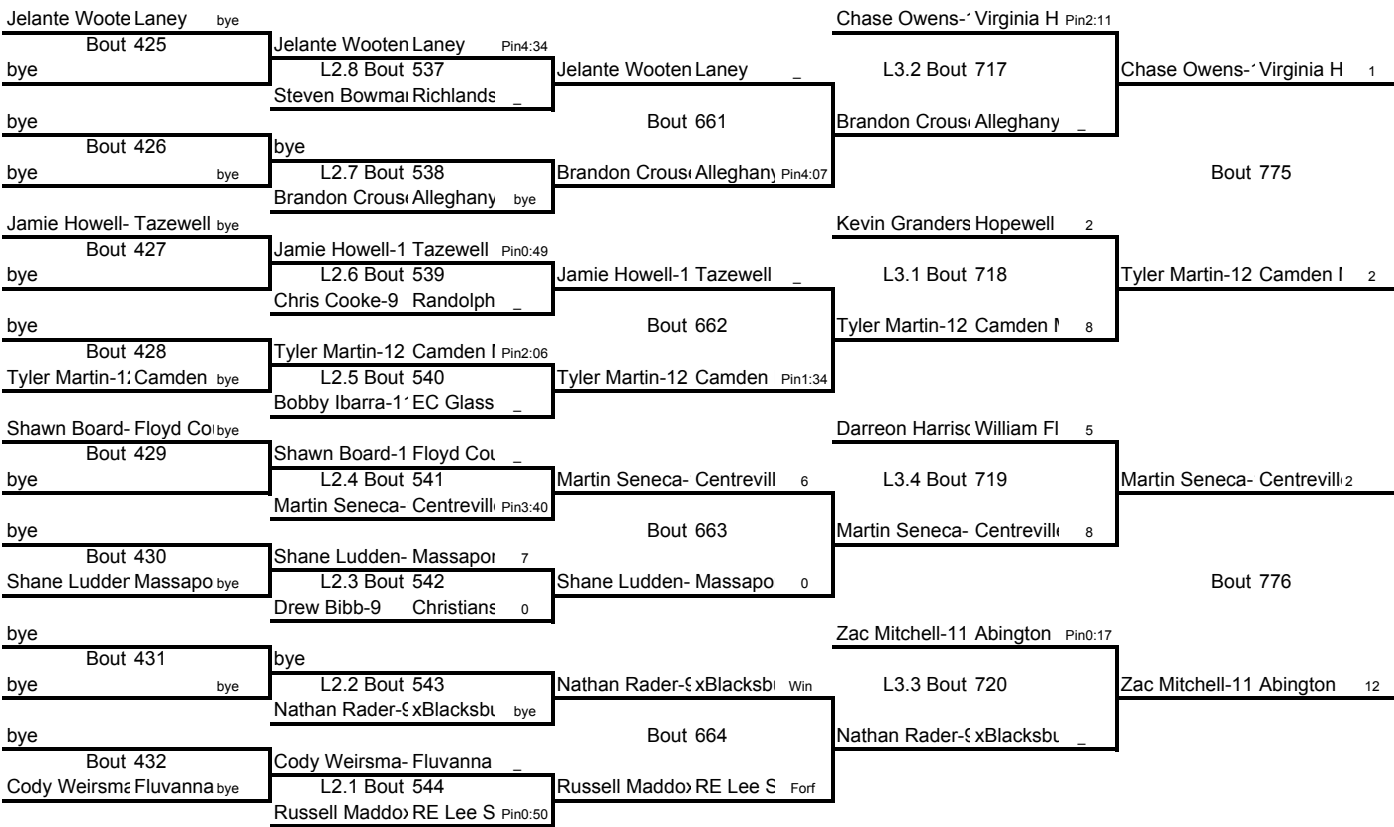 Jelante Woote Laney bye Chase Owens- Virginia H Pin2:11
Bout 425 Jelante Wooten Laney Pin4:34
bye L2.8 Bout 537 Jelante Wooten Laney _ L3.2 Bout 717 Chase Owens- Virginia H 1
Steven Bowma Richlands _
bye Bout 661 Brandon Crous Alleghany _
Bout 426 bye
bye bye L2.7 Bout 538 Brandon Crous Alleghany Pin4:07 Bout 775
Brandon Crous Alleghany bye
Jamie Howell- Tazewell bye Kevin Granders Hopewell 2
Bout 427 Jamie Howell-1 Tazewell Pin0:49
bye L2.6 Bout 539 Jamie Howell-1 Tazewell _ L3.1 Bout 718 Tyler Martin-12 Camden 2
Chris Cooke-9 Randolph _
bye Bout 662 Tyler Martin-12 Camden 8
Bout 428 Tyler Martin-12 Camden Pin2:06
Tyler Martin-1 Camden bye L2.5 Bout 540 Tyler Martin-12 Camden Pin1:34
Bobby Ibarra-1 EC Glass _
Shawn Board- Floyd Co bye Darreon Harris William Fl 5
Bout 429 Shawn Board-1 Floyd Cou _
bye L2.4 Bout 541 Martin Seneca- Centrevill 6 L3.4 Bout 719 Martin Seneca- Centrevill 2
Martin Seneca- Centrevill Pin3:40
bye Bout 663 Martin Seneca- Centreville 8
Bout 430 Shane Ludden- Massapo 7
Shane Ludder Massapo bye L2.3 Bout 542 Shane Ludden- Massapo 0 Bout 776
Drew Bibb-9 Christians 0
bye Zac Mitchell-11 Abington Pin0:17
Bout 431 bye
bye bye L2.2 Bout 543 Nathan Rader-9 xBlacksb Win L3.3 Bout 720 Zac Mitchell-11 Abington 12
Nathan Rader-9 xBlacksbu bye
bye Bout 664 Nathan Rader-9 xBlacksbu _
Bout 432 Cody Weirsma- Fluvanna _
Cody Weirsma Fluvanna bye L2.1 Bout 544 Russell Maddox RE Lee S Forf
Russell Maddox RE Lee S Pin0:50